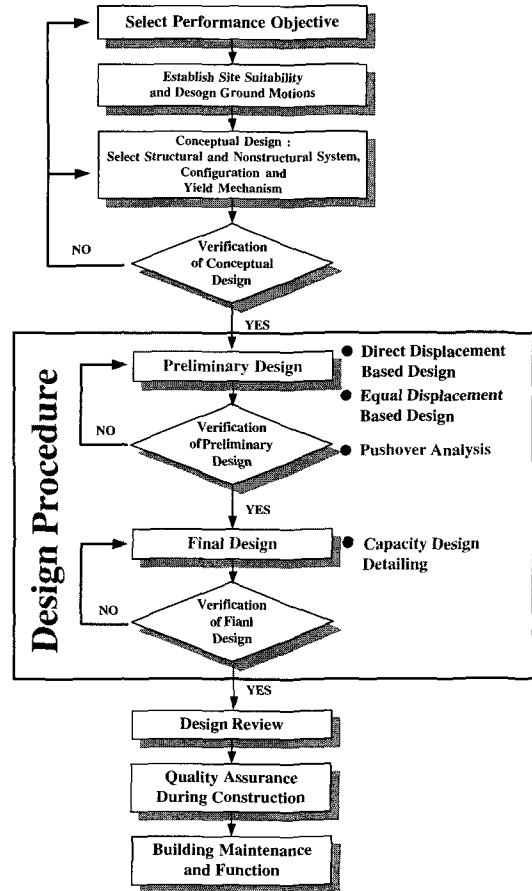 Select Performance Objective
Establish Site Suitability
and Desogn Ground Motions
Conceptual Design :
Select Structural and Nonstructural System,
Configuration and
Yield Mechanism
NO
Verification
of Conceptual
Design
YES
Design Procedure
Preliminary Design
● Direct Displacement
Based Design
● Equal Displacement
Based Design
NO
Verification
of Preliminary
Design
● Pushover Analysis
YES
Final Design
● Capacity Design
Detailing
NO
Verification
of Fianl
Design
YES
Design Review
Quality Assurance
During Construction
Building Maintenance
and Function